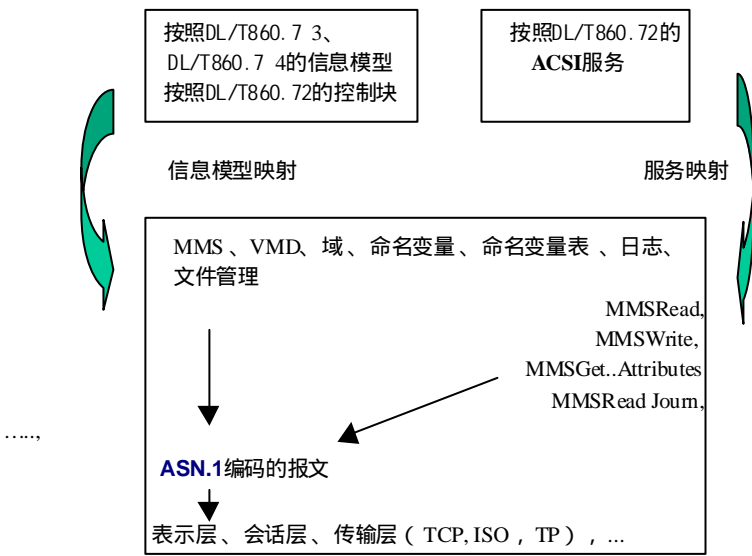 按照DL/T860.7 3、
DL/T860.7 4的信息模型
按照DL/T860.72的控制块
按照DL/T860.72的
ACSI服务
信息模型映射
服务映射
MMS 、VMD、域、命名变量、命名变量表 、日志、
文件管理
MMSRead,
MMSWrite,
MMSGet..Attributes
MMSRead Journ,
…..,
ASN.1编码的报文
表示层、会话层、传输层（ TCP, ISO ，TP），...